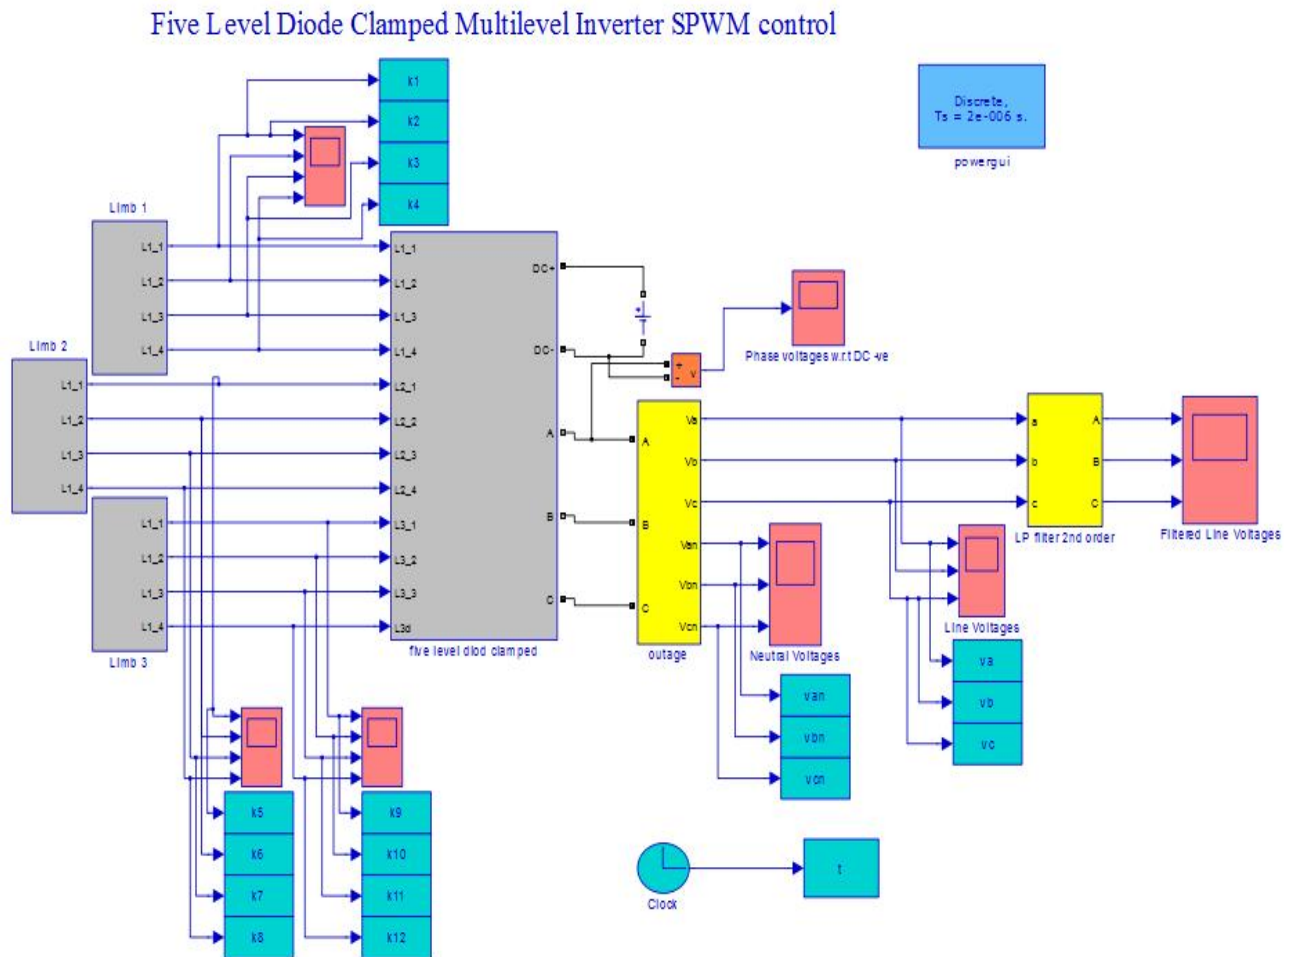 Five Level Diode Clamped Multilevel Inverter SPWM control
k1
k2
k3
k4
Discrete,
Ts = 2e-006 s.
powergui
Limb 1
L1_1
L1_2
L1_3
L1_4
Limb 2
L1_1
L1_2
L1_3
L1_4
L1_1
L1_2
L1_3
L1_4
Limb 3
L1_1
L1_2
L1_3
L1_4
L2_1
L2_2
L2_3
L2_4
L3_1
L3_2
L3_3
L3d
DC+
DC-
A
B
C
five level diod clamped
+
+
-
v
Phase voltages w.r.t DC -ve
A
B
C
Va
Vb
Vc
Van
Vbn
Vcn
outage
Neutral Voltages
van
vbn
vcn
a
b
c
A
B
C
LP filter 2nd order
Filtered Line Voltages
Line Voltages
va
vb
vc
k5
k6
k7
k8
k9
k10
k11
k12
Clock
t